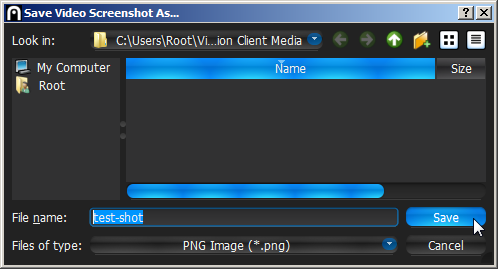 Save Video Screenshot As...
Look in: C:\Users\Root\Vi...ion Client Media
My Computer
Root
Name Size
File name: test-shot Save
Files of type: PNG Image (*.png) Cancel